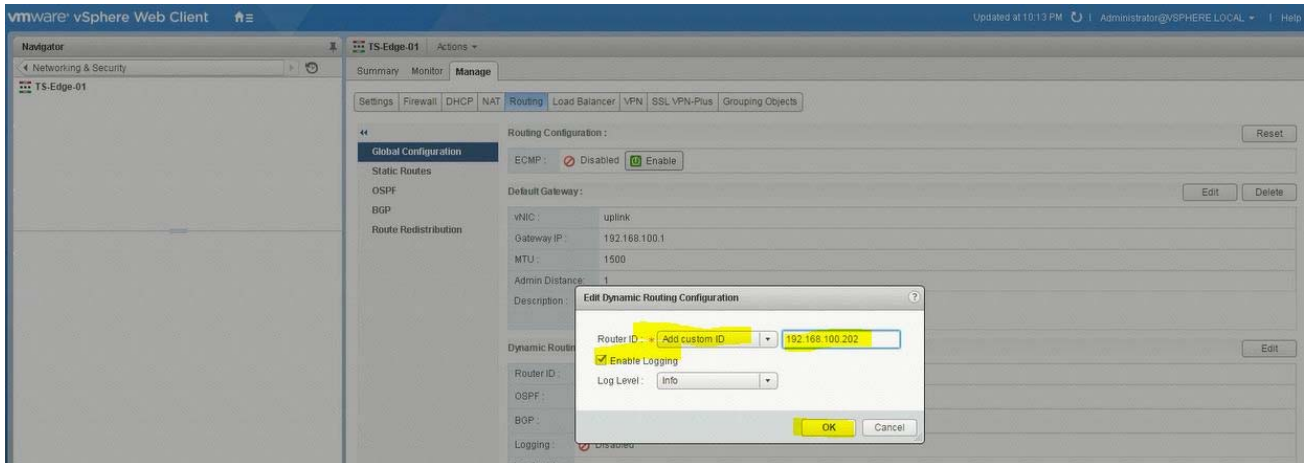 vmware® vSphere Web Client
Updated at 10:13 PM | Administrator@VSPHERE.LOCAL | Help
Navigator
Networking & Security
TS-Edge-01
TS-Edge-01 Actions
Summary Monitor Manage
Settings Firewall DHCP NAT Routing Load Balancer VPN SSL VPN-Plus Grouping Objects
Global Configuration
Static Routes
OSPF
BGP
Route Redistribution
Routing Configuration :
Reset
ECMP : Disabled Enable
Default Gateway :
Edit Delete
vNIC : uplink
Gateway IP : 192.168.100.1
MTU : 1500
Admin Distance: 1
Description :
Edit Dynamic Routing Configuration ?
Router ID : * Add custom ID 192.168.100.202
Enable Logging
Log Level : Info
OK Cancel
Dynamic Routin
Edit
Router ID :
OSPF :
BGP :
Logging : Disabled